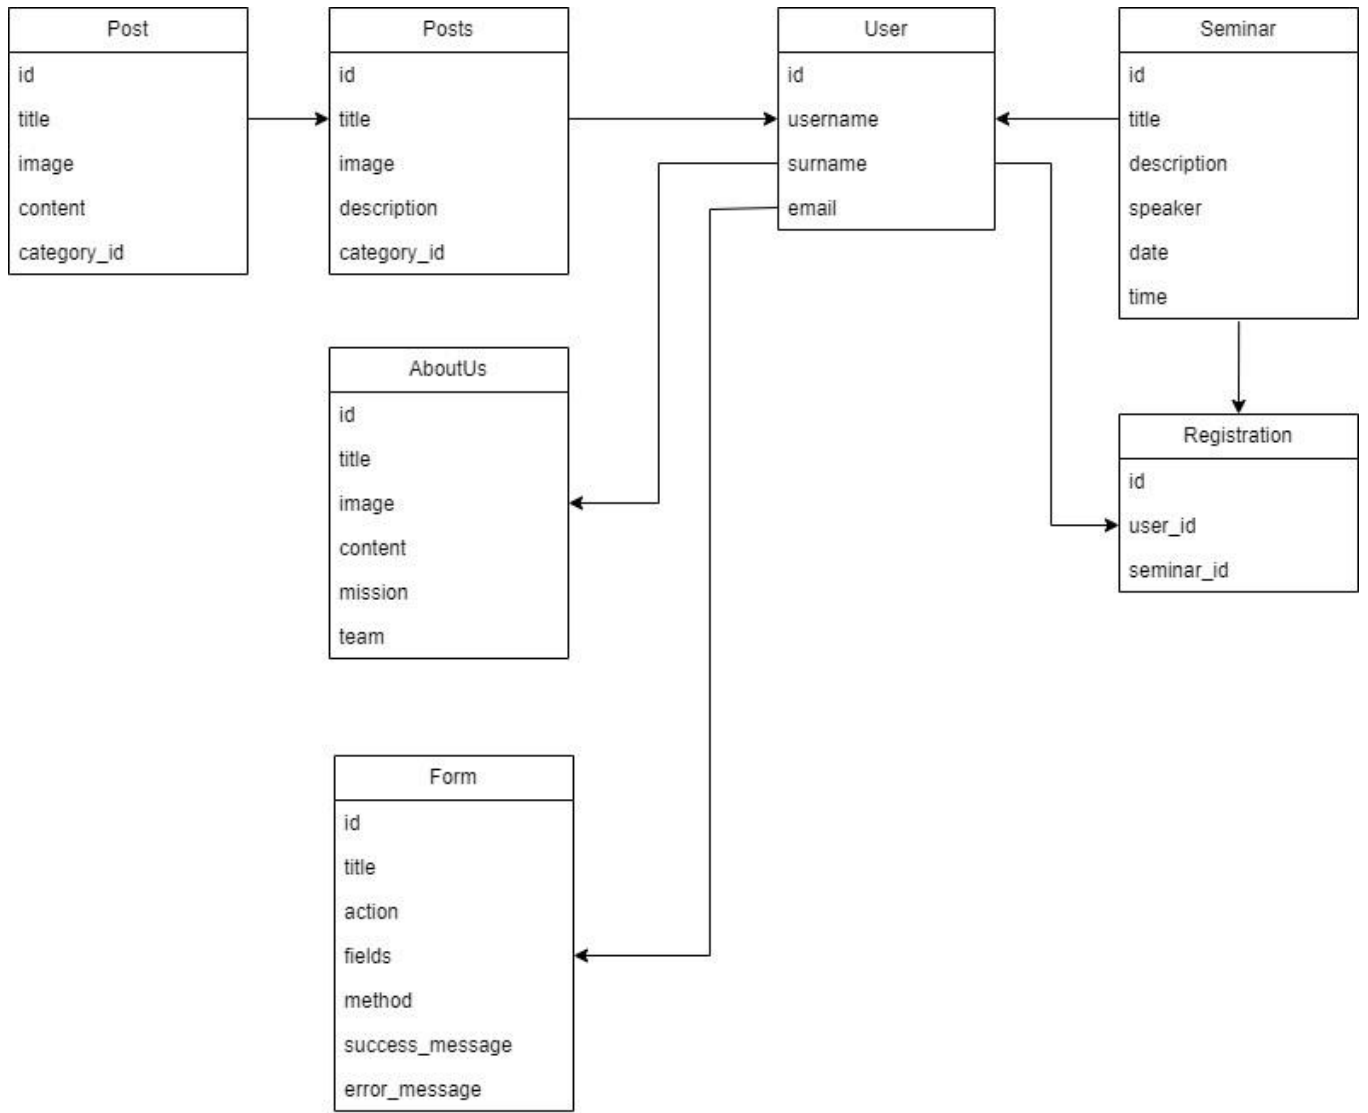 Post
id
title
image
content
category_id
Posts
id
title
image
description
category_id
User
id
username
surname
email
Seminar
id
title
description
speaker
date
time
AboutUs
id
title
image
content
mission
team
Registration
id
user_id
seminar_id
Form
id
title
action
fields
method
success_message
error_message